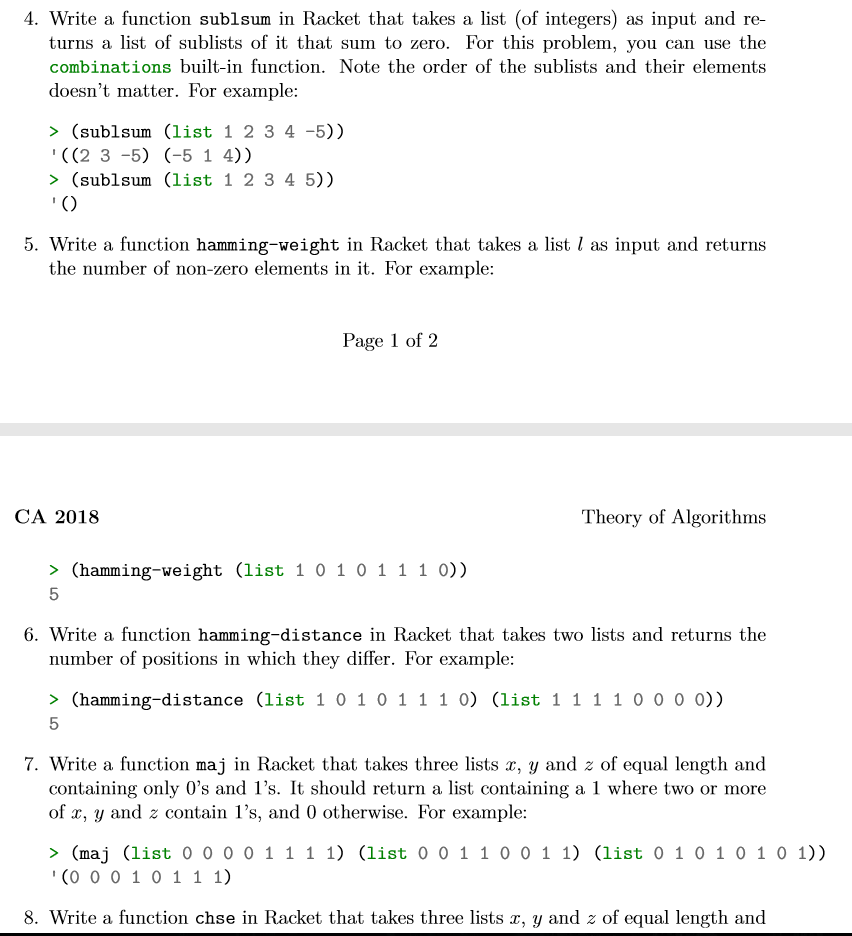 4. Write a function sublsum in Racket that takes a list (of integers) as input and re-
turns a list of sublists of it that sum to zero. For this problem, you can use the
combinations built-in function. Note the order of the sublists and their elements
doesn't matter. For example:
> (sublsum (list 1 2 3 4 -5))
'((2 3 -5) (-5 1 4))
> (sublsum (list 1 2 3 4 5))
'()
5. Write a function hamming-weight in Racket that takes a list l as input and returns
the number of non-zero elements in it. For example:
Page 1 of 2
CA 2018 Theory of Algorithms
> (hamming-weight (list 1 0 1 0 1 1 1 0))
5
6. Write a function hamming-distance in Racket that takes two lists and returns the
number of positions in which they differ. For example:
> (hamming-distance (list 1 0 1 0 1 1 1 0) (list 1 1 1 1 0 0 0 0))
5
7. Write a function maj in Racket that takes three lists x, y and z of equal length and
containing only 0's and 1's. It should return a list containing a 1 where two or more
of x, y and z contain 1's, and 0 otherwise. For example:
> (maj (list 0 0 0 0 1 1 1 1) (list 0 0 1 1 0 0 1 1) (list 0 1 0 1 0 1 0 1))
'(0 0 0 1 0 1 1 1)
8. Write a function chse in Racket that takes three lists x, y and z of equal length and